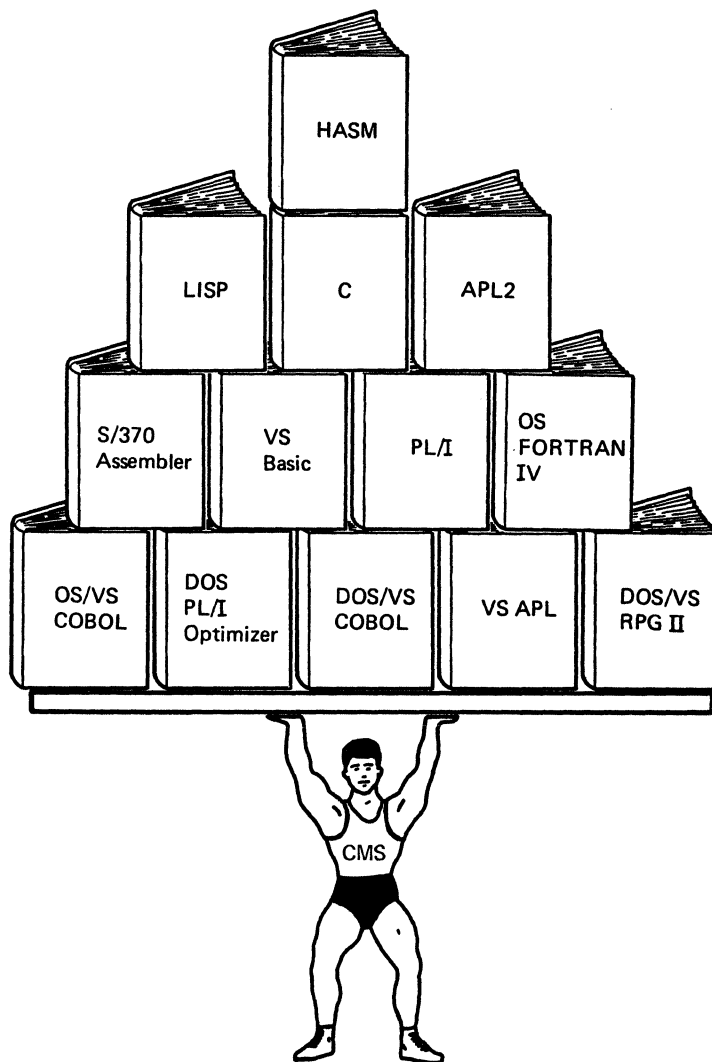 HASM
LISP
C
APL2
S/370
Assembler
VS
Basic
PL/I
OS
FORTRAN
IV
OS/VS
COBOL
DOS
PL/I
Optimizer
DOS/VS
COBOL
VS APL
DOS/VS
RPG II
CMS